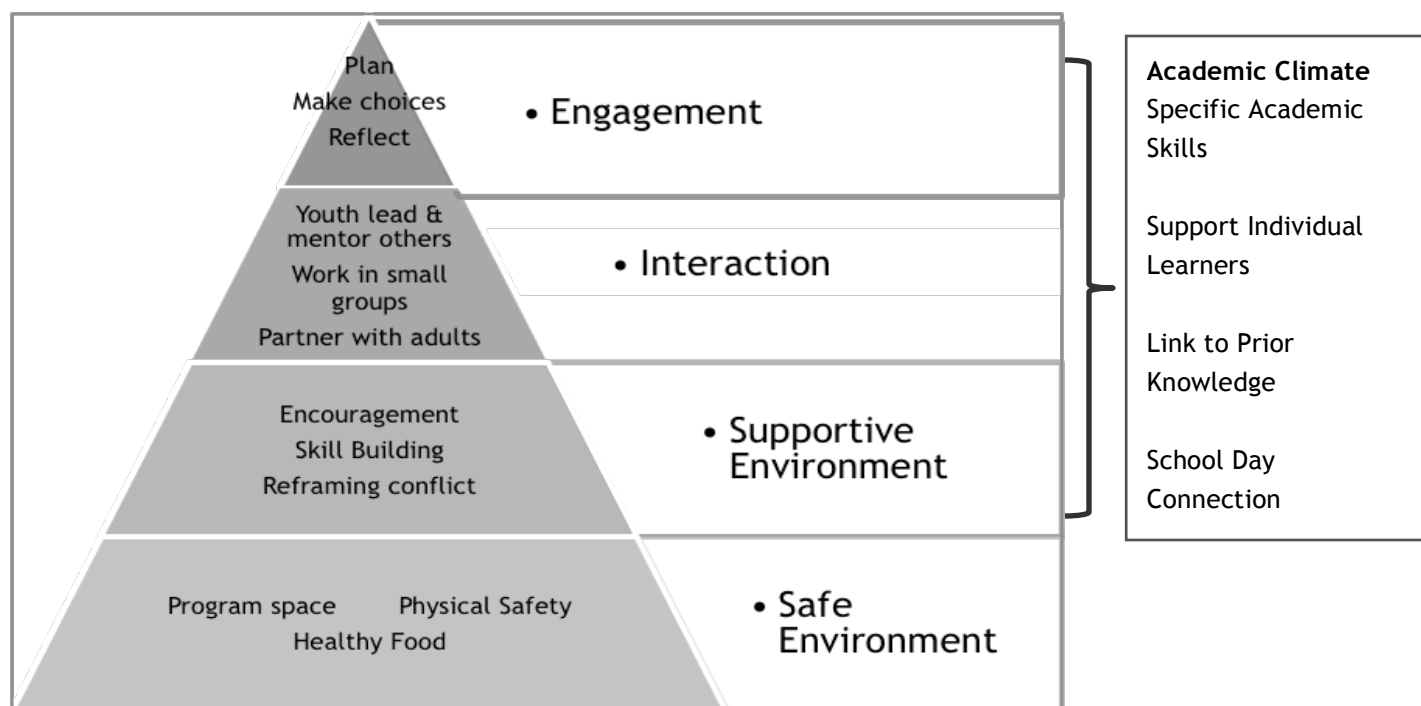 Plan
Make choices
Reflect
• Engagement
Youth lead &
mentor others
Work in small
groups
Partner with adults
• Interaction
Encouragement
Skill Building
Reframing conflict
• Supportive
Environment
Program space Physical Safety
Healthy Food
• Safe
Environment
Academic Climate
Specific Academic
Skills
Support Individual
Learners
Link to Prior
Knowledge
School Day
Connection